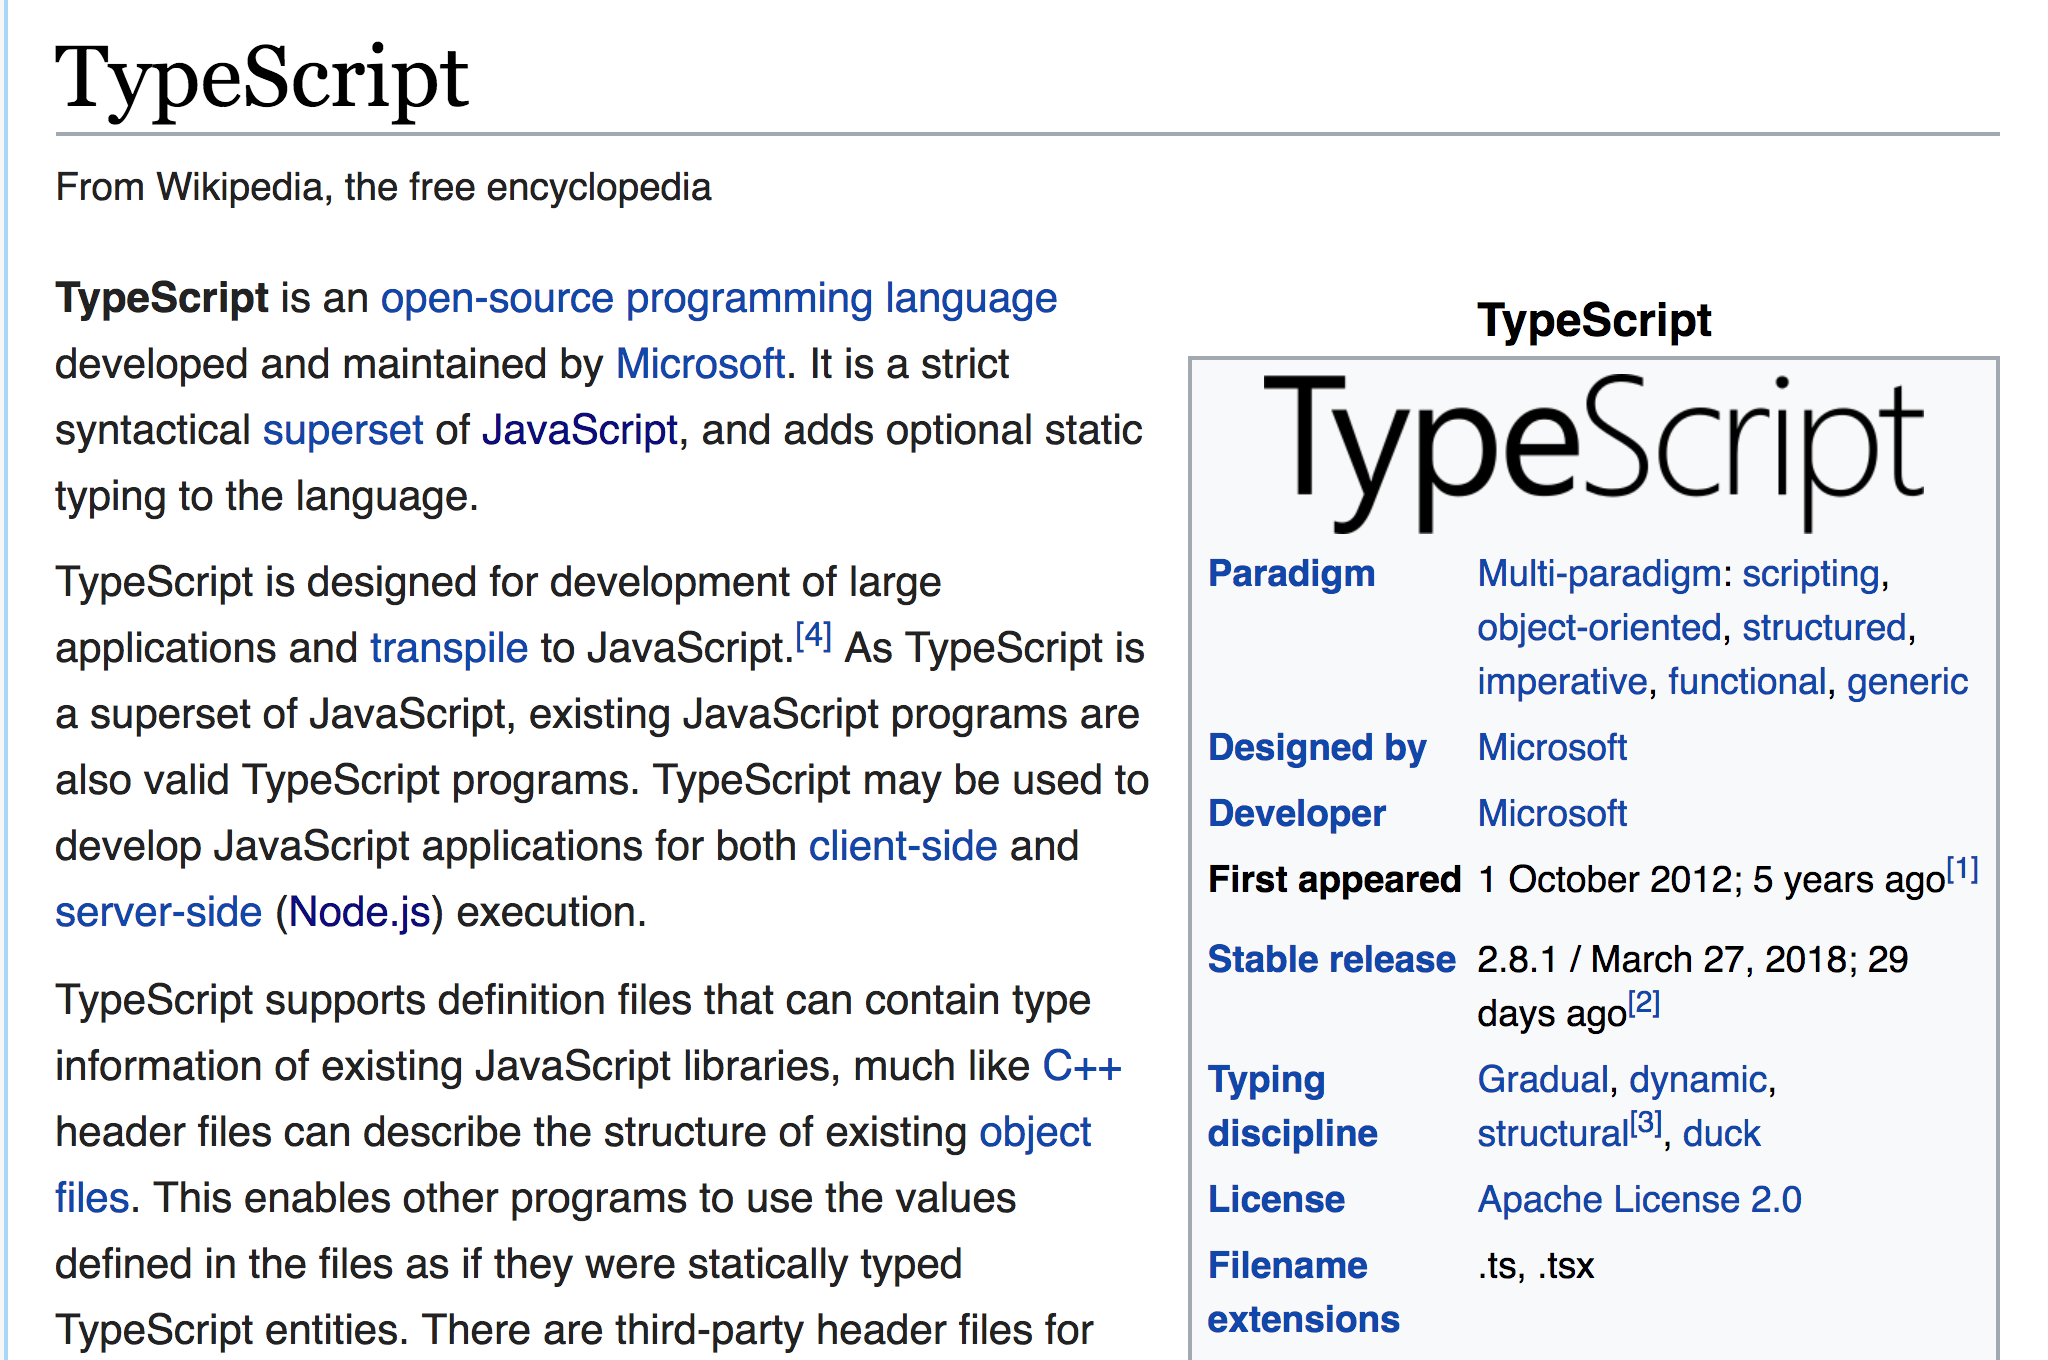 TypeScript
From Wikipedia, the free encyclopedia
TypeScript is an open-source programming language
developed and maintained by Microsoft. It is a strict
syntactical superset of JavaScript, and adds optional static
typing to the language.
TypeScript is designed for development of large
applications and transpile to JavaScript.[4] As TypeScript is
a superset of JavaScript, existing JavaScript programs are
also valid TypeScript programs. TypeScript may be used to
develop JavaScript applications for both client-side and
server-side (Node.js) execution.
TypeScript supports definition files that can contain type
information of existing JavaScript libraries, much like C++
header files can describe the structure of existing object
files. This enables other programs to use the values
defined in the files as if they were statically typed
TypeScript entities. There are third-party header files for
TypeScript
TypeScript
Paradigm Multi-paradigm: scripting,
object-oriented, structured,
imperative, functional, generic
Designed by Microsoft
Developer Microsoft
First appeared 1 October 2012; 5 years ago[1]
Stable release 2.8.1 / March 27, 2018; 29
days ago[2]
Typing Gradual, dynamic,
discipline structural[3], duck
License Apache License 2.0
Filename .ts, .tsx
extensions